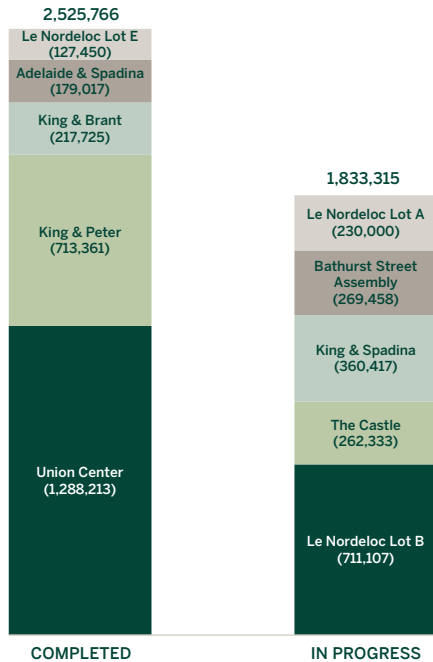 2,525,766
Le Nordeloc Lot E
(127,450)
Adelaide & Spadina
(179,017)
King & Brant
(217,725)
King & Peter
(713,361)
Union Center
(1,288,213)
COMPLETED
1,833,315
Le Nordeloc Lot A
(230,000)
Bathurst Street
Assembly
(269,458)
King & Spadina
(360,417)
The Castle
(262,333)
Le Nordeloc Lot B
(711,107)
IN PROGRESS